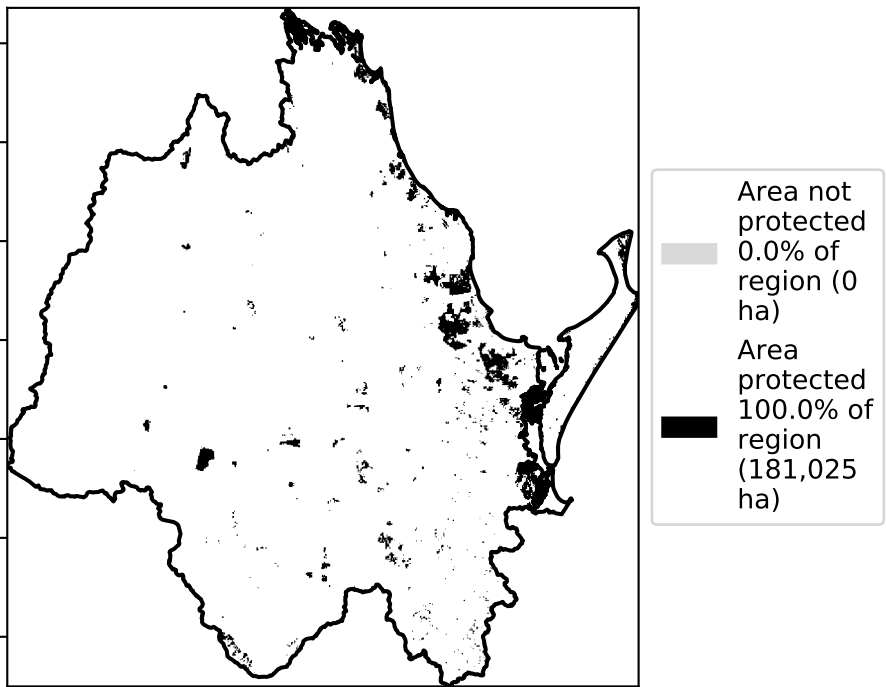 Area not
protected
0.0% of
region (0
ha)
Area
protected
100.0% of
region
(181,025
ha)